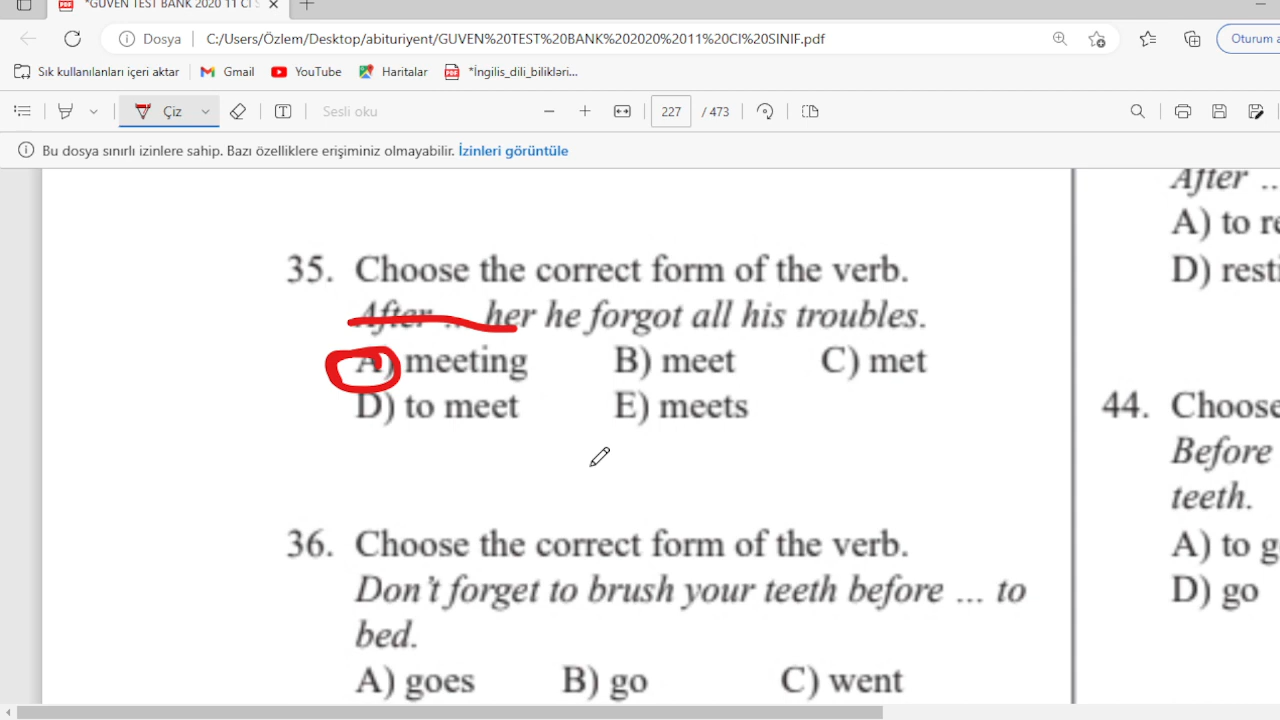 *GUVEN TEST BANK 2020 11 CI S
Dosya
C:/Users/Özlem/Desktop/abituriyent/GUVEN%20TEST%20BANK%202020%2011%20CI%20SINIF.pdf
Oturum a
Sık kullanılanları içeri aktar
Gmail
YouTube
Haritalar
*İngilis_dili_bilikləri...
Çiz
Sesli oku
227 / 473
Bu dosya sınırlı izinlere sahip. Bazı özelliklere erişiminiz olmayabilir. İzinleri görüntüle
35. Choose the correct form of the verb.
After ... her he forgot all his troubles.
A) meeting B) meet C) met
D) to meet E) meets
36. Choose the correct form of the verb.
Don't forget to brush your teeth before ... to
bed.
A) goes B) go C) went
After ..
A) to re
D) resti
44. Choose
Before
teeth.
A) to g
D) go